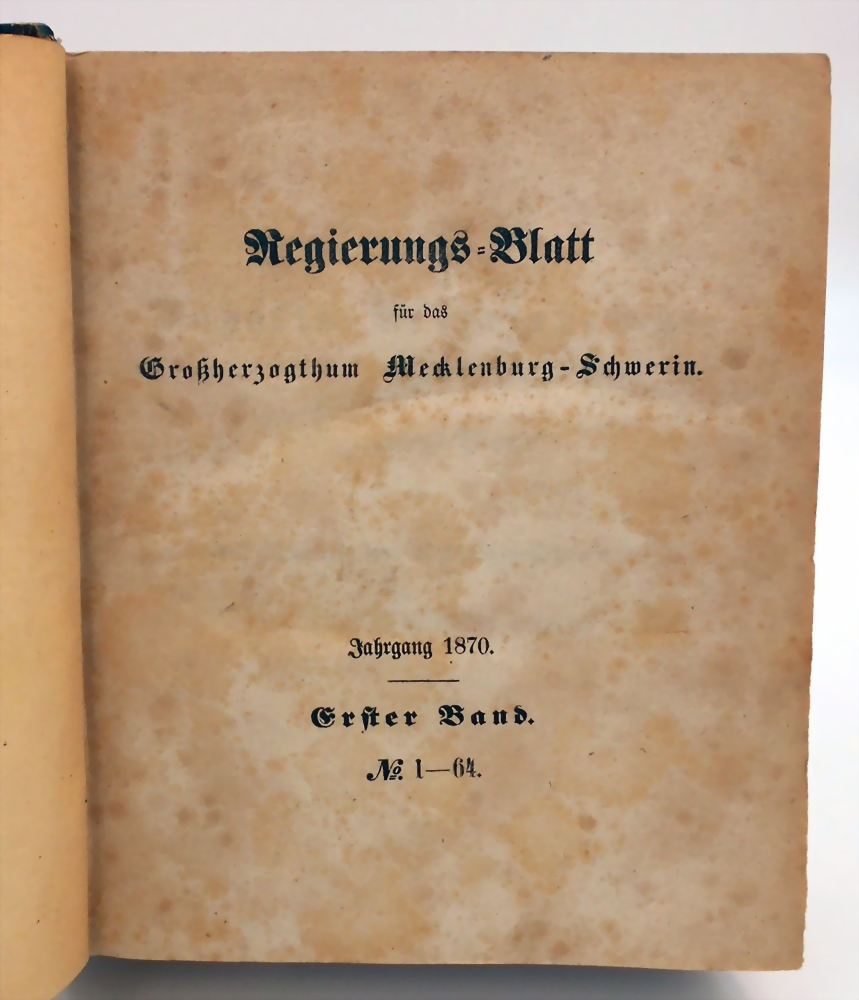 Regierungs=Blatt
für das
Großherzogthum Mecklenburg-Schwerin.
Jahrgang 1870.
Erster Band.
№. 1—64.